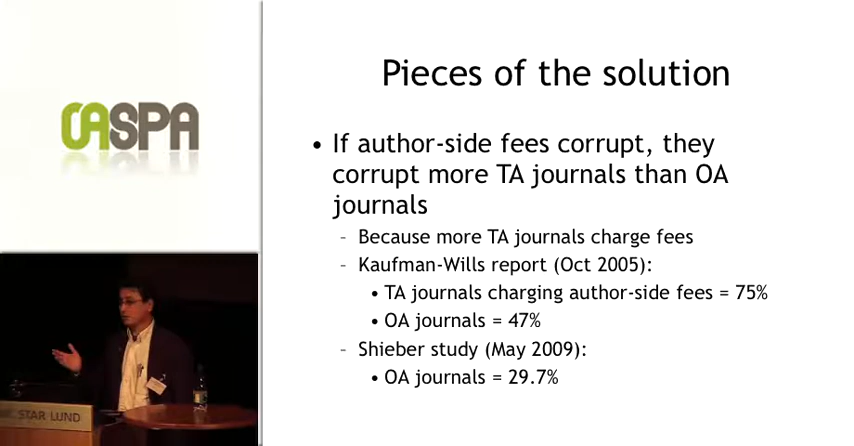 OASPA
Pieces of the solution
• If author-side fees corrupt, they
corrupt more TA journals than OA
journals
- Because more TA journals charge fees
- Kaufman-Wills report (Oct 2005):
• TA journals charging author-side fees = 75%
• OA journals = 47%
- Shieber study (May 2009):
• OA journals = 29.7%
STAR LUND